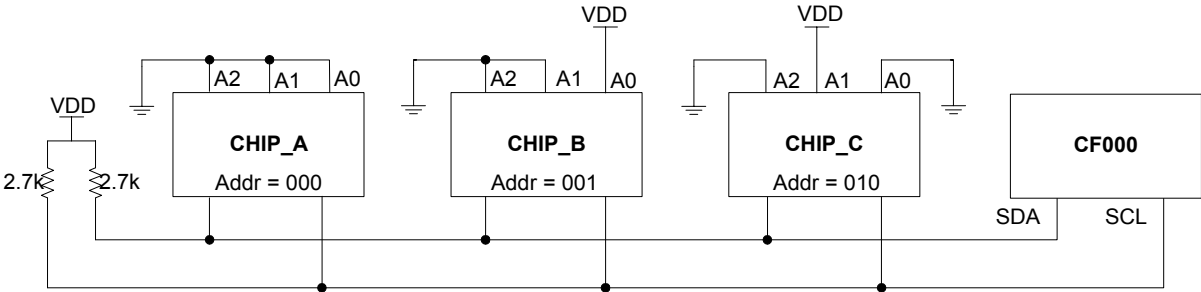 VDD VDD
A2 A1 A0 A2 A1 A0 A2 A1 A0
VDD
CHIP_A CHIP_B CHIP_C CF000
2.7k 2.7k Addr = 000 Addr = 001 Addr = 010
SDA SCL